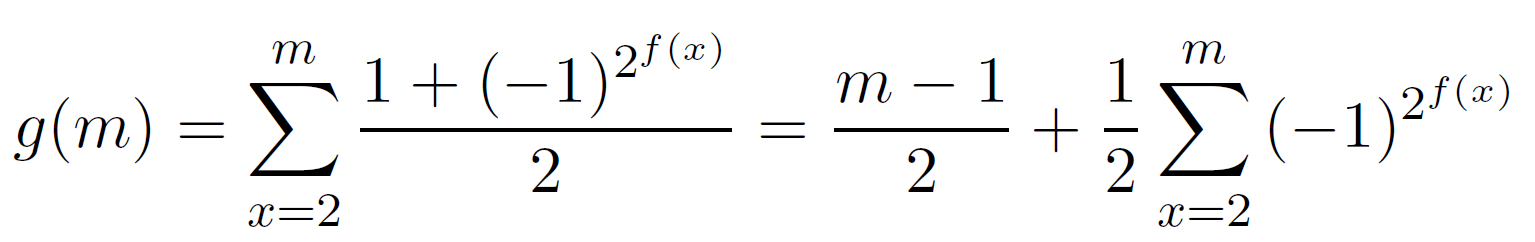 g(m) = \sum_{x=2}^{m} \frac{1 + (-1)^{2^{f(x)}}}{2} = \frac{m-1}{2} + \frac{1}{2} \sum_{x=2}^{m} (-1)^{2^{f(x)}}